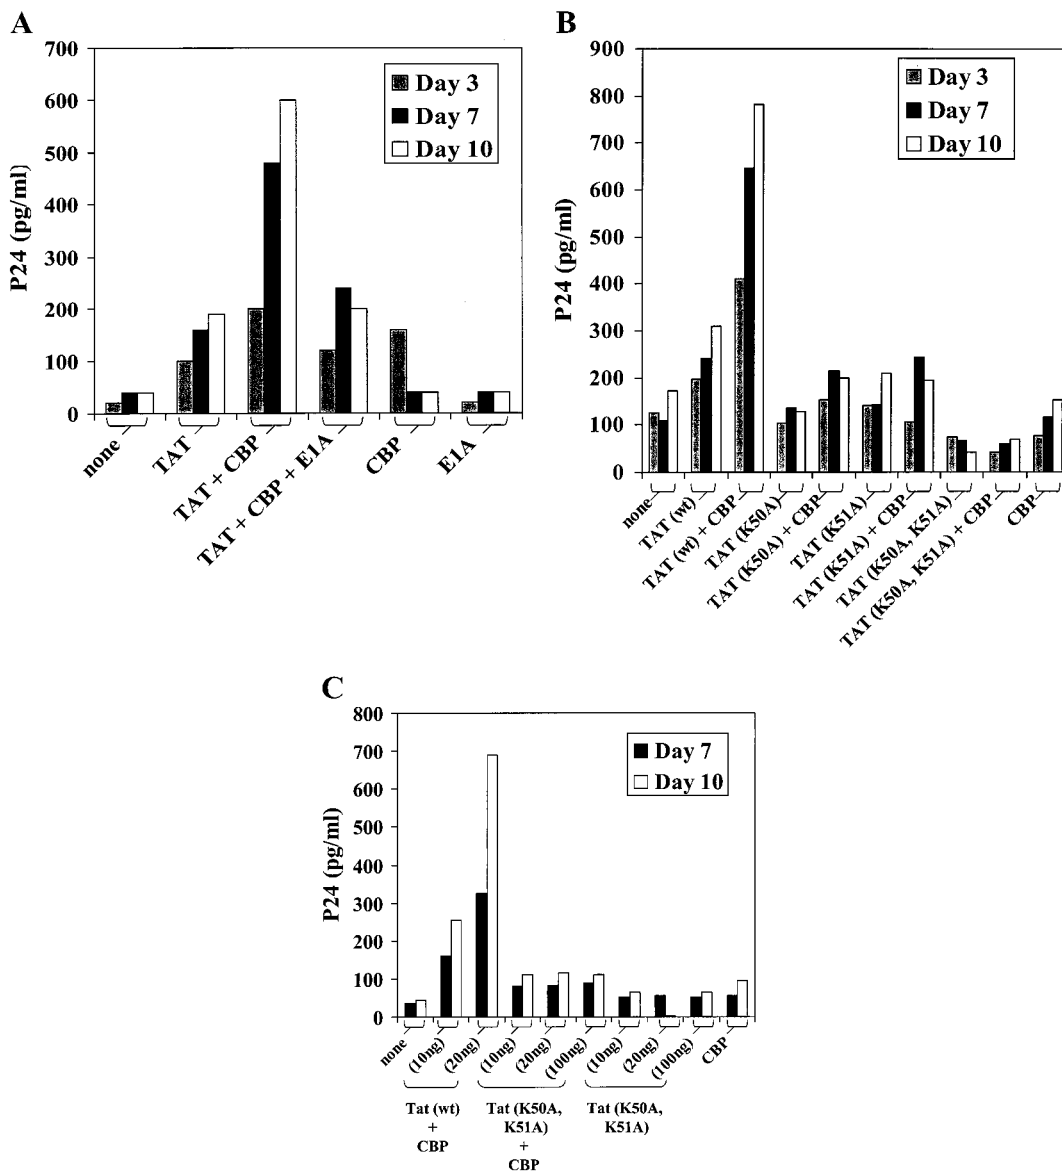 A
700
600
500
400
300
200
100
0
P24 (pg/ml)
Day 3
Day 7
Day 10
none
TAT
TAT + CBP
TAT + CBP + E1A
CBP
E1A
B
900
800
700
600
500
400
300
200
100
0
P24 (pg/ml)
Day 3
Day 7
Day 10
none
TAT (wt)
TAT (wt) + CBP
TAT (K50A)
TAT (K50A) + CBP
TAT (K51A)
TAT (K51A) + CBP
TAT (K50A, K51A)
TAT (K50A, K51A) + CBP
CBP
C
800
700
600
500
400
300
200
100
0
P24 (pg/ml)
Day 7
Day 10
none
(10ng)
(20ng)
(10ng)
(20ng)
(100ng)
(10ng)
(20ng)
(100ng)
CBP
Tat (wt)
+
CBP
Tat (K50A,
K51A)
+
CBP
Tat (K50A,
K51A)